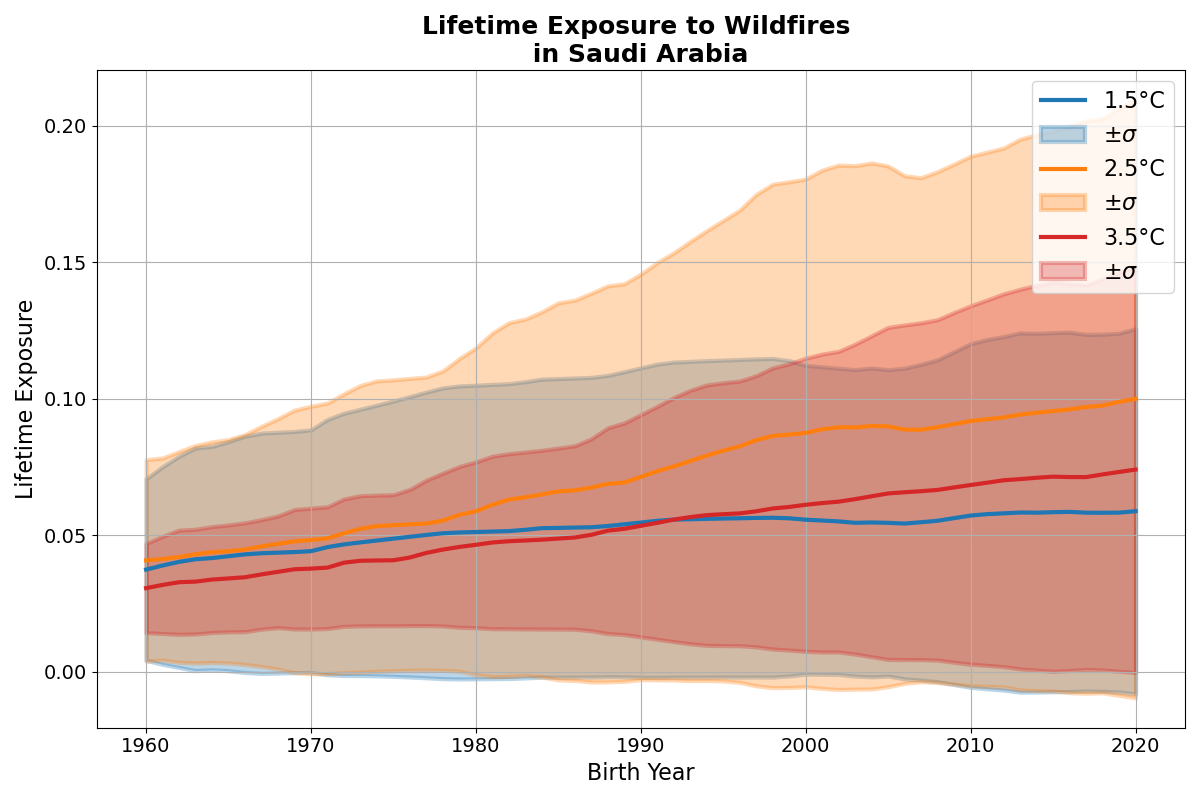 Lifetime Exposure to Wildfires
in Saudi Arabia
1.5°C
±σ
2.5°C
±σ
3.5°C
±σ
Lifetime Exposure
0.20
0.15
0.10
0.05
0.00
1960 1970 1980 1990 2000 2010 2020
Birth Year